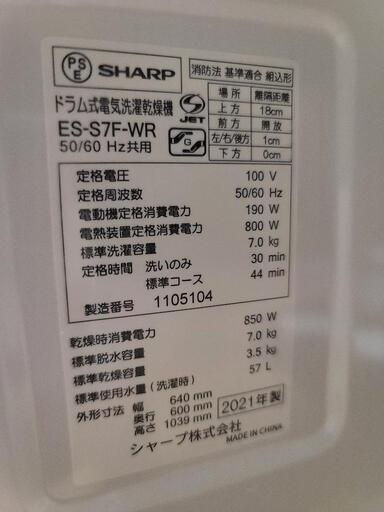 PS
E
SHARP
ドラム式電気洗濯乾燥機
ES-S7F-WR
50/60 Hz共用
S
JET
G
消防法 基準適合 組込形
場所 離隔距離
上方 18cm
前方 開放
左/右/後方 1cm
下方 0cm
定格電圧 100 V
定格周波数 50/60 Hz
電動機定格消費電力 190 W
電熱装置定格消費電力 800 W
標準洗濯容量 7.0 kg
定格時間 洗いのみ 30 min
標準コース 44 min
製造番号 1105104
乾燥時消費電力 850 W
標準脱水容量 7.0 kg
標準乾燥容量 3.5 kg
標準使用水量(洗濯時) 57 L
外形寸法 幅 640 mm
奥行 600 mm
高さ 1039 mm
2021年製
シャープ株式会社
MADE IN CHINA